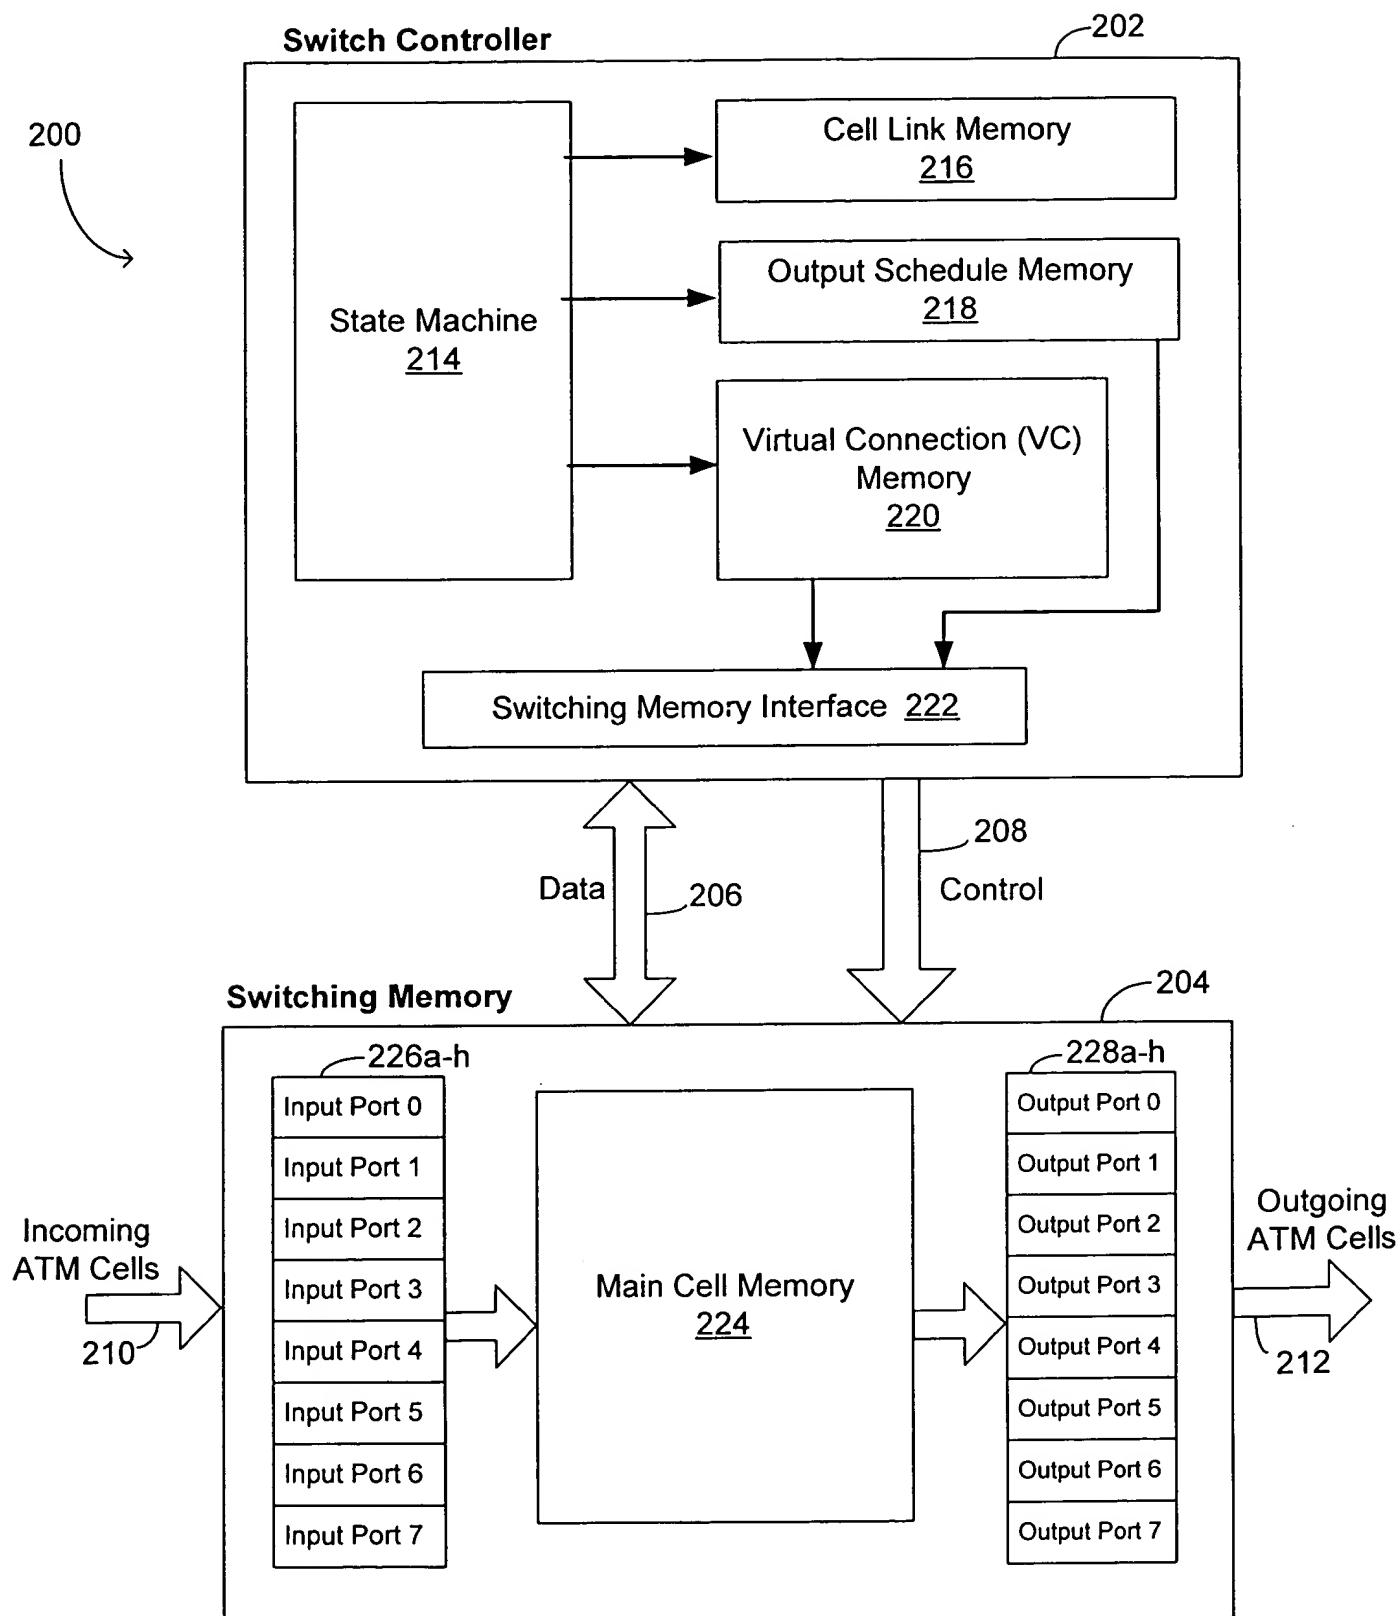 Switch Controller
202
200
State Machine
214
Cell Link Memory
216
Output Schedule Memory
218
Virtual Connection (VC)
Memory
220
Switching Memory Interface 222
Data
206
208
Control
Switching Memory
204
226a-h
Input Port 0
Input Port 1
Input Port 2
Input Port 3
Input Port 4
Input Port 5
Input Port 6
Input Port 7
Incoming
ATM Cells
210
Main Cell Memory
224
228a-h
Output Port 0
Output Port 1
Output Port 2
Output Port 3
Output Port 4
Output Port 5
Output Port 6
Output Port 7
Outgoing
ATM Cells
212